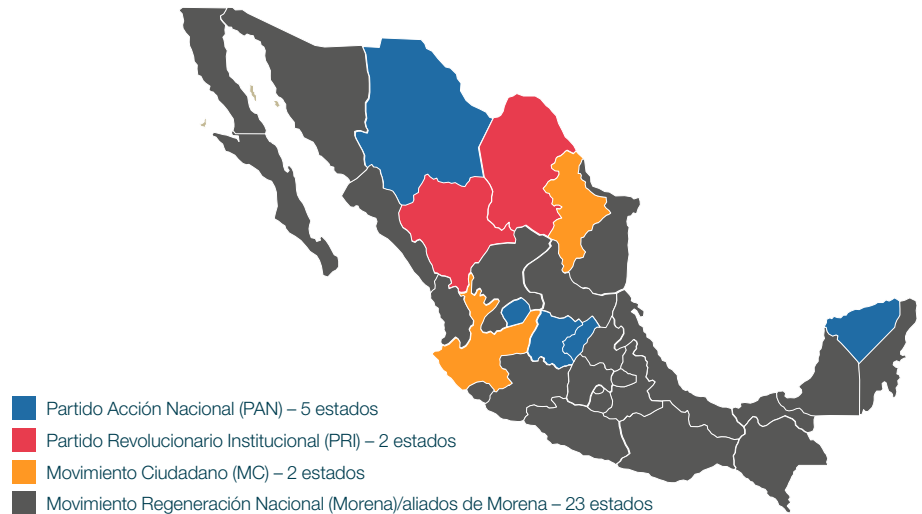 Partido Acción Nacional (PAN) – 5 estados
Partido Revolucionario Institucional (PRI) – 2 estados
Movimiento Ciudadano (MC) – 2 estados
Movimiento Regeneración Nacional (Morena)/aliados de Morena – 23 estados